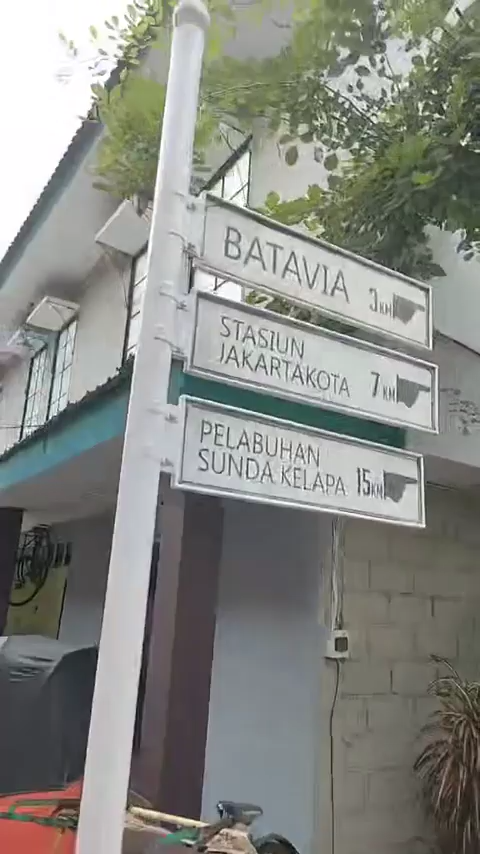 BATAVIA 3KM
STASIUN
JAKARTAKOTA 7KM
PELABUHAN
SUNDA KELAPA 15KM